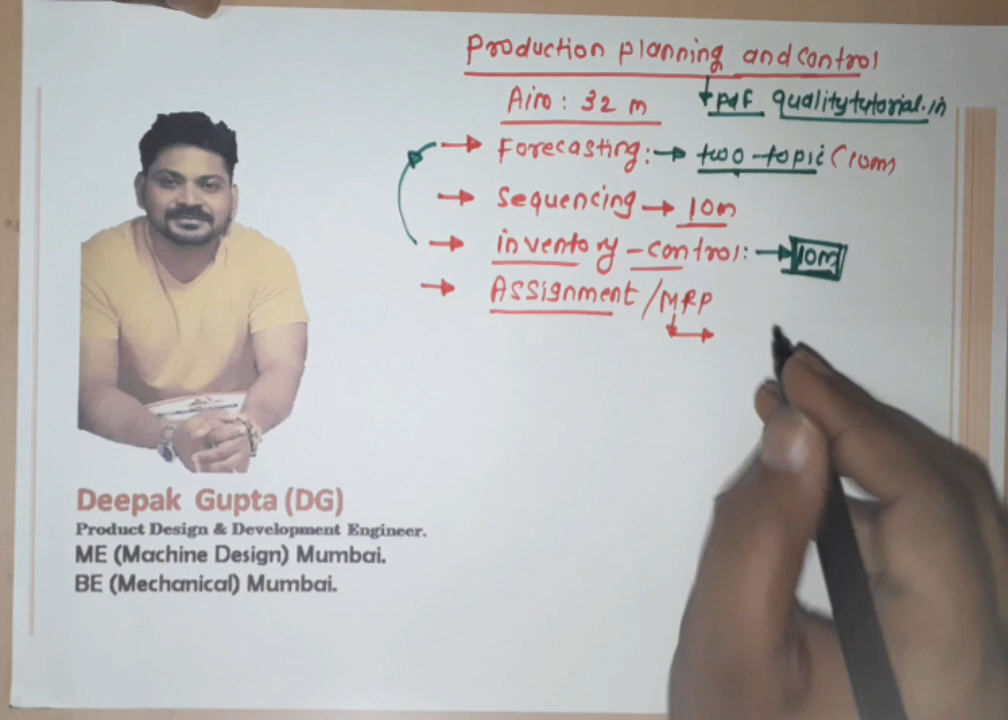 Production planning and control
Aim: 32 m
pdf qualitytutorial.in
Forecasting: two-topic (10m)
Sequencing 10m
inventory-control: 10m
Assignment/MRP
Deepak Gupta (DG)
Product Design & Development Engineer.
ME (Machine Design) Mumbai.
BE (Mechanical) Mumbai.